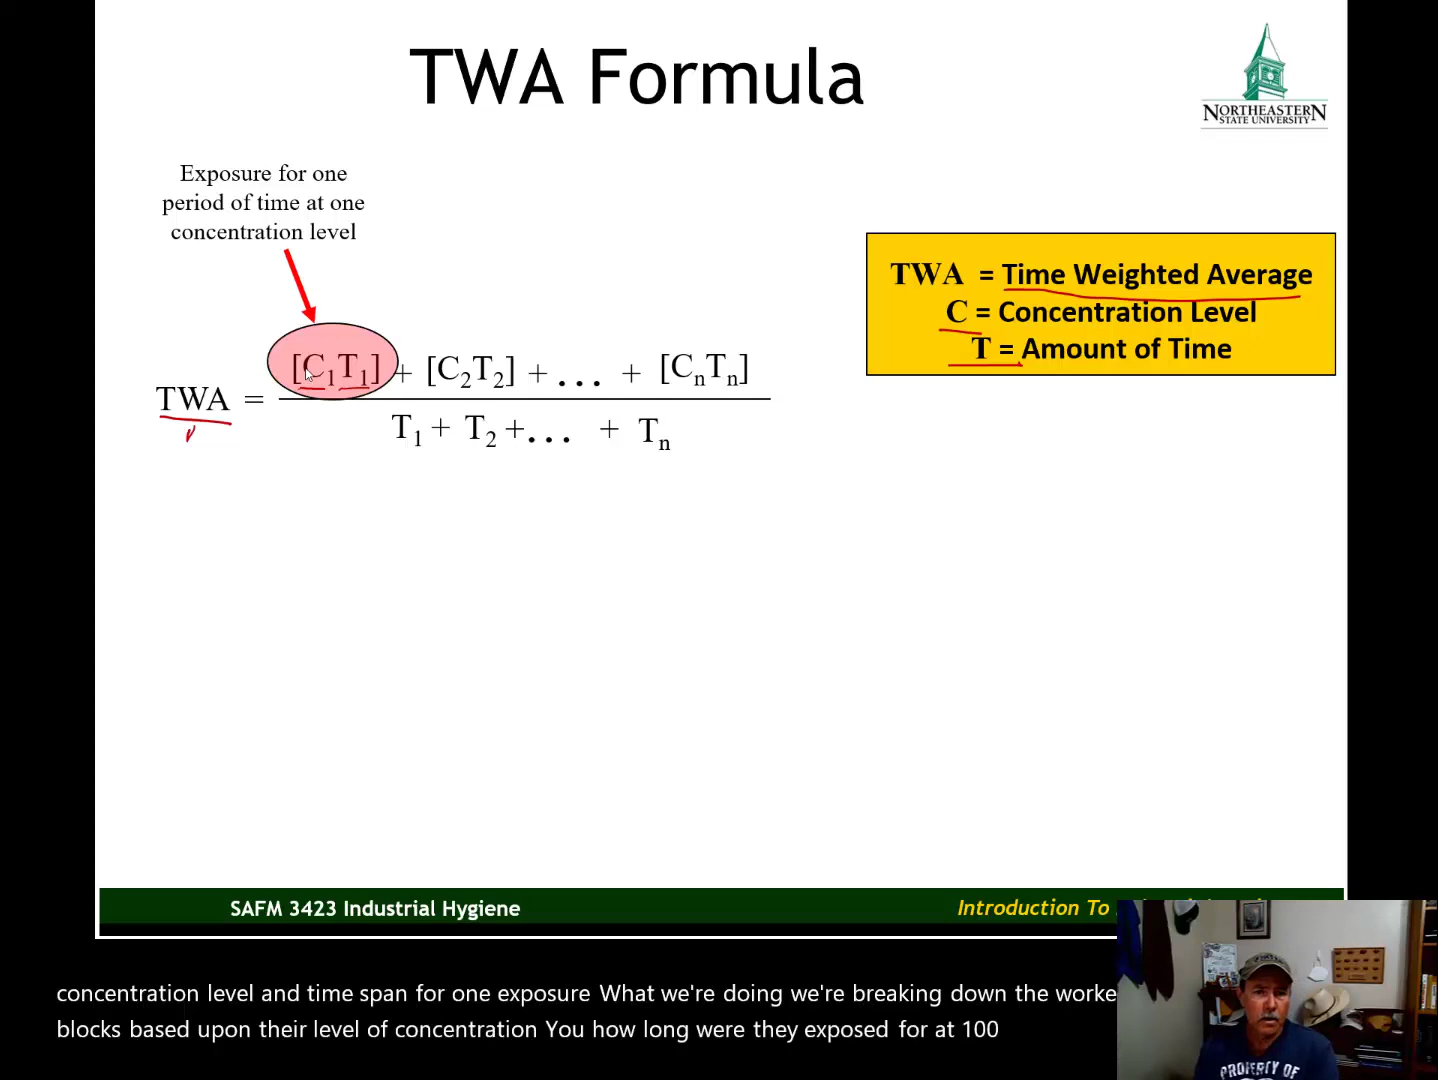 TWA Formula
NORTHEASTERN
STATE UNIVERSITY
Exposure for one
period of time at one
concentration level
TWA = Time Weighted Average
C = Concentration Level
T = Amount of Time
TWA = [C₁T₁] + [C₂T₂] + ... + [CₙTₙ]
T₁ + T₂ + ... + Tₙ
SAFM 3423 Industrial Hygiene
Introduction To
concentration level and time span for one exposure What we're doing we're breaking down the worke
blocks based upon their level of concentration You how long were they exposed for at 100
PROPERTY OF